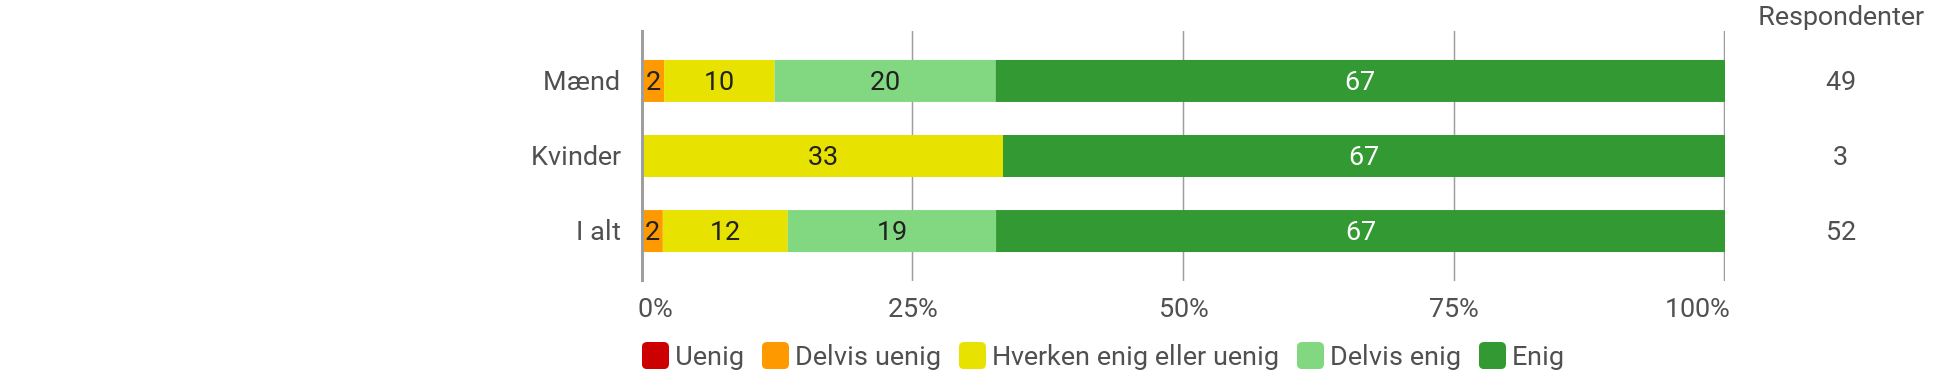 Respondenter
Mænd 2 10 20 67 49
Kvinder 33 67 3
I alt 2 12 19 67 52
0% 25% 50% 75% 100%
Uenig Delvis uenig Hverken enig eller uenig Delvis enig Enig